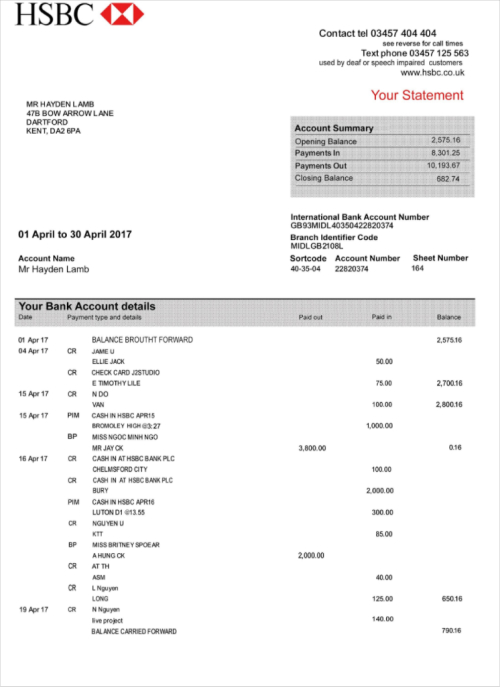 HSBC
Contact tel 03457 404 404
see reverse for call times
Text phone 03457 125 563
used by deaf or speech impaired customers
www.hsbc.co.uk
Your Statement
MR HAYDEN LAMB
47B BOW ARROW LANE
DARTFORD
KENT, DA2 6PA
Account Summary
Opening Balance 2,575.16
Payments In 8,301.25
Payments Out 10,193.67
Closing Balance 682.74
International Bank Account Number
GB93MIDL40350422820374
Branch Identifier Code
MIDLGB2108L
01 April to 30 April 2017
Account Name
Mr Hayden Lamb
Sortcode Account Number Sheet Number
40-35-04 22820374 164
Your Bank Account details
Date Payment type and details Paid out Paid in Balance
01 Apr 17 BALANCE BROUTHT FORWARD 2,575.16
04 Apr 17 CR JAME U
ELLIE JACK 50.00
CR CHECK CARD J2STUDIO
E TIMOTHY LILE 75.00 2,700.16
15 Apr 17 CR N DO
VAN 100.00 2,800.16
15 Apr 17 PIM CASH IN HSBC APR15
BROMOLEY HIGH @3:27 1,000.00
BP MISS NGOC MINH NGO
MR JAY CK 3,800.00 0.16
16 Apr 17 CR CASH IN AT HSBC BANK PLC
CHELMSFORD CITY 100.00
CR CASH IN AT HSBC BANK PLC
BURY 2,000.00
PIM CASH IN HSBC APR16
LUTON D1 @13.55 300.00
CR NGUYEN U
KTT 85.00
BP MISS BRITNEY SPOEAR
A HUNG CK 2,000.00
CR AT TH
ASM 40.00
CR L Nguyen
LONG 125.00 650.16
19 Apr 17 CR N Nguyen
live project 140.00
BALANCE CARRIED FORWARD 790.16